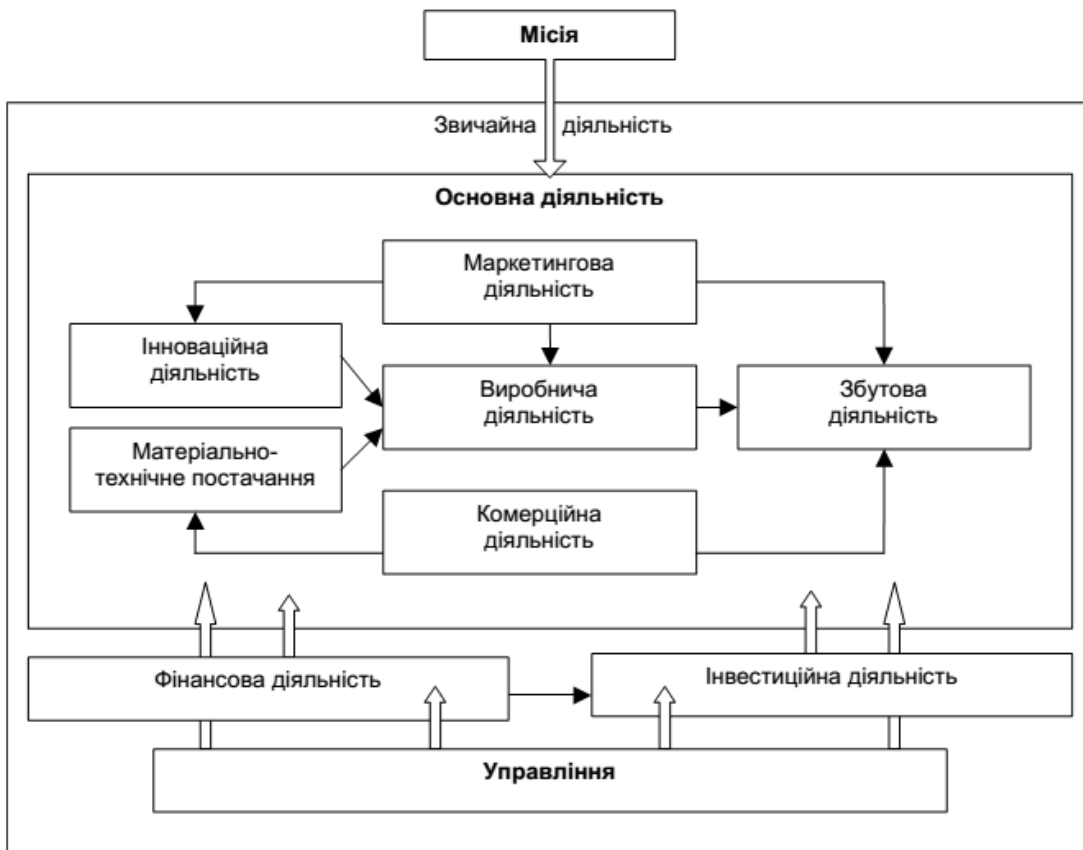 Місія
Звичайна діяльність
Основна діяльність
Маркетингова
діяльність
Інноваційна
діяльність
Виробнича
діяльність
Збутова
діяльність
Матеріально-
технічне постачання
Комерційна
діяльність
Фінансова діяльність
Інвестиційна діяльність
Управління